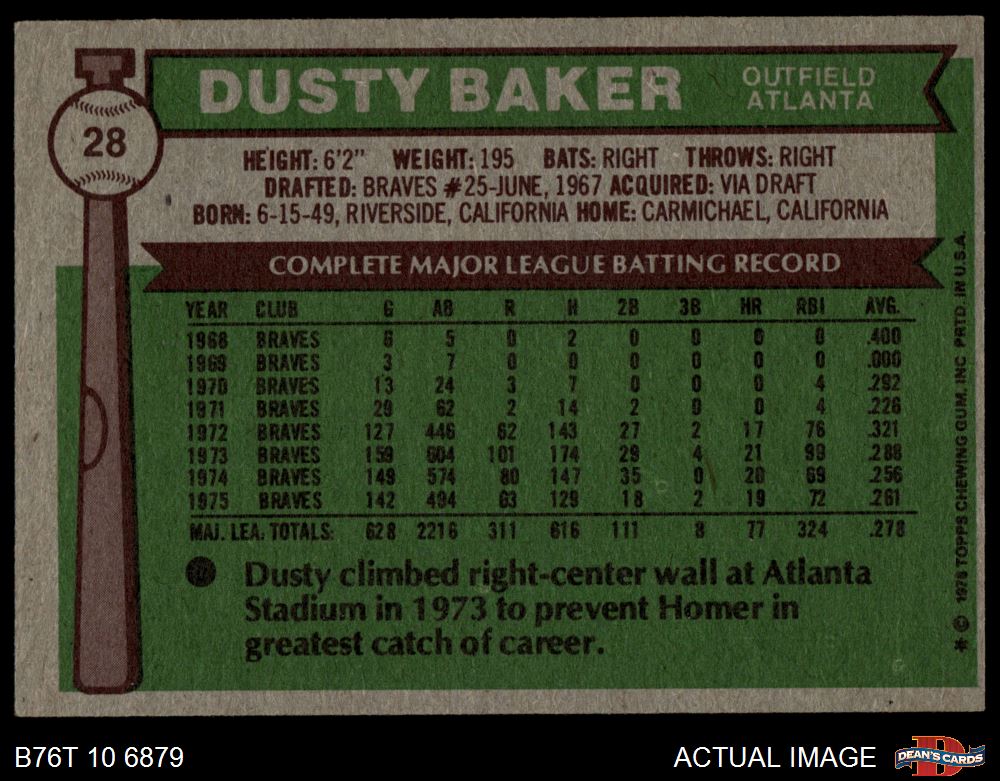 28
DUSTY BAKER
OUTFIELD
ATLANTA
HEIGHT: 6'2" WEIGHT: 195 BATS: RIGHT THROWS: RIGHT
DRAFTED: BRAVES #25-JUNE, 1967 ACQUIRED: VIA DRAFT
BORN: 6-15-49, RIVERSIDE, CALIFORNIA HOME: CARMICHAEL, CALIFORNIA
COMPLETE MAJOR LEAGUE BATTING RECORD
YEAR CLUB G AB R H 2B 3B HR RBI AVG.
1968 BRAVES 6 5 0 2 0 0 0 0 .400
1969 BRAVES 3 7 0 0 0 0 0 0 .000
1970 BRAVES 13 24 3 7 0 0 0 4 .292
1971 BRAVES 29 62 2 14 2 0 0 4 .226
1972 BRAVES 127 446 62 143 27 2 17 76 .321
1973 BRAVES 159 604 101 174 29 4 21 99 .288
1974 BRAVES 149 574 80 147 35 0 20 69 .256
1975 BRAVES 142 494 63 129 18 2 19 72 .261
MAJ. LEA. TOTALS: 628 2216 311 616 111 8 77 324 .278
Dusty climbed right-center wall at Atlanta
Stadium in 1973 to prevent Homer in
greatest catch of career.
* © 1976 TOPPS CHEWING GUM, INC. PRTD. IN U.S.A.
B76T 10 6879
ACTUAL IMAGE
D
DEAN'S CARDS